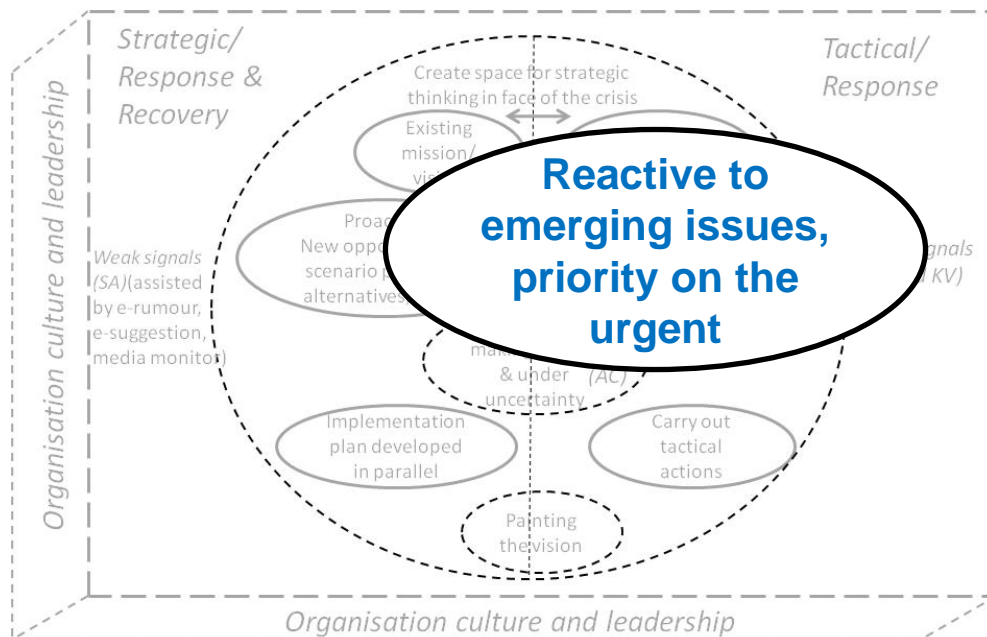 Strategic/
Response &
Recovery
Tactical/
Response
Create space for strategic
thinking in face of the crisis
Existing
mission/
Reactive to
emerging issues,
priority on the
urgent
New
scenario
alternatives
Weak signals
(SA)(assisted
by e-rumour,
e-suggestion,
media monitor)
KV)
& under
uncertainty
(AC)
Implementation
plan developed
in parallel
Carry out
tactical
actions
Painting
the vision
Organisation culture and leadership
Organisation culture and leadership